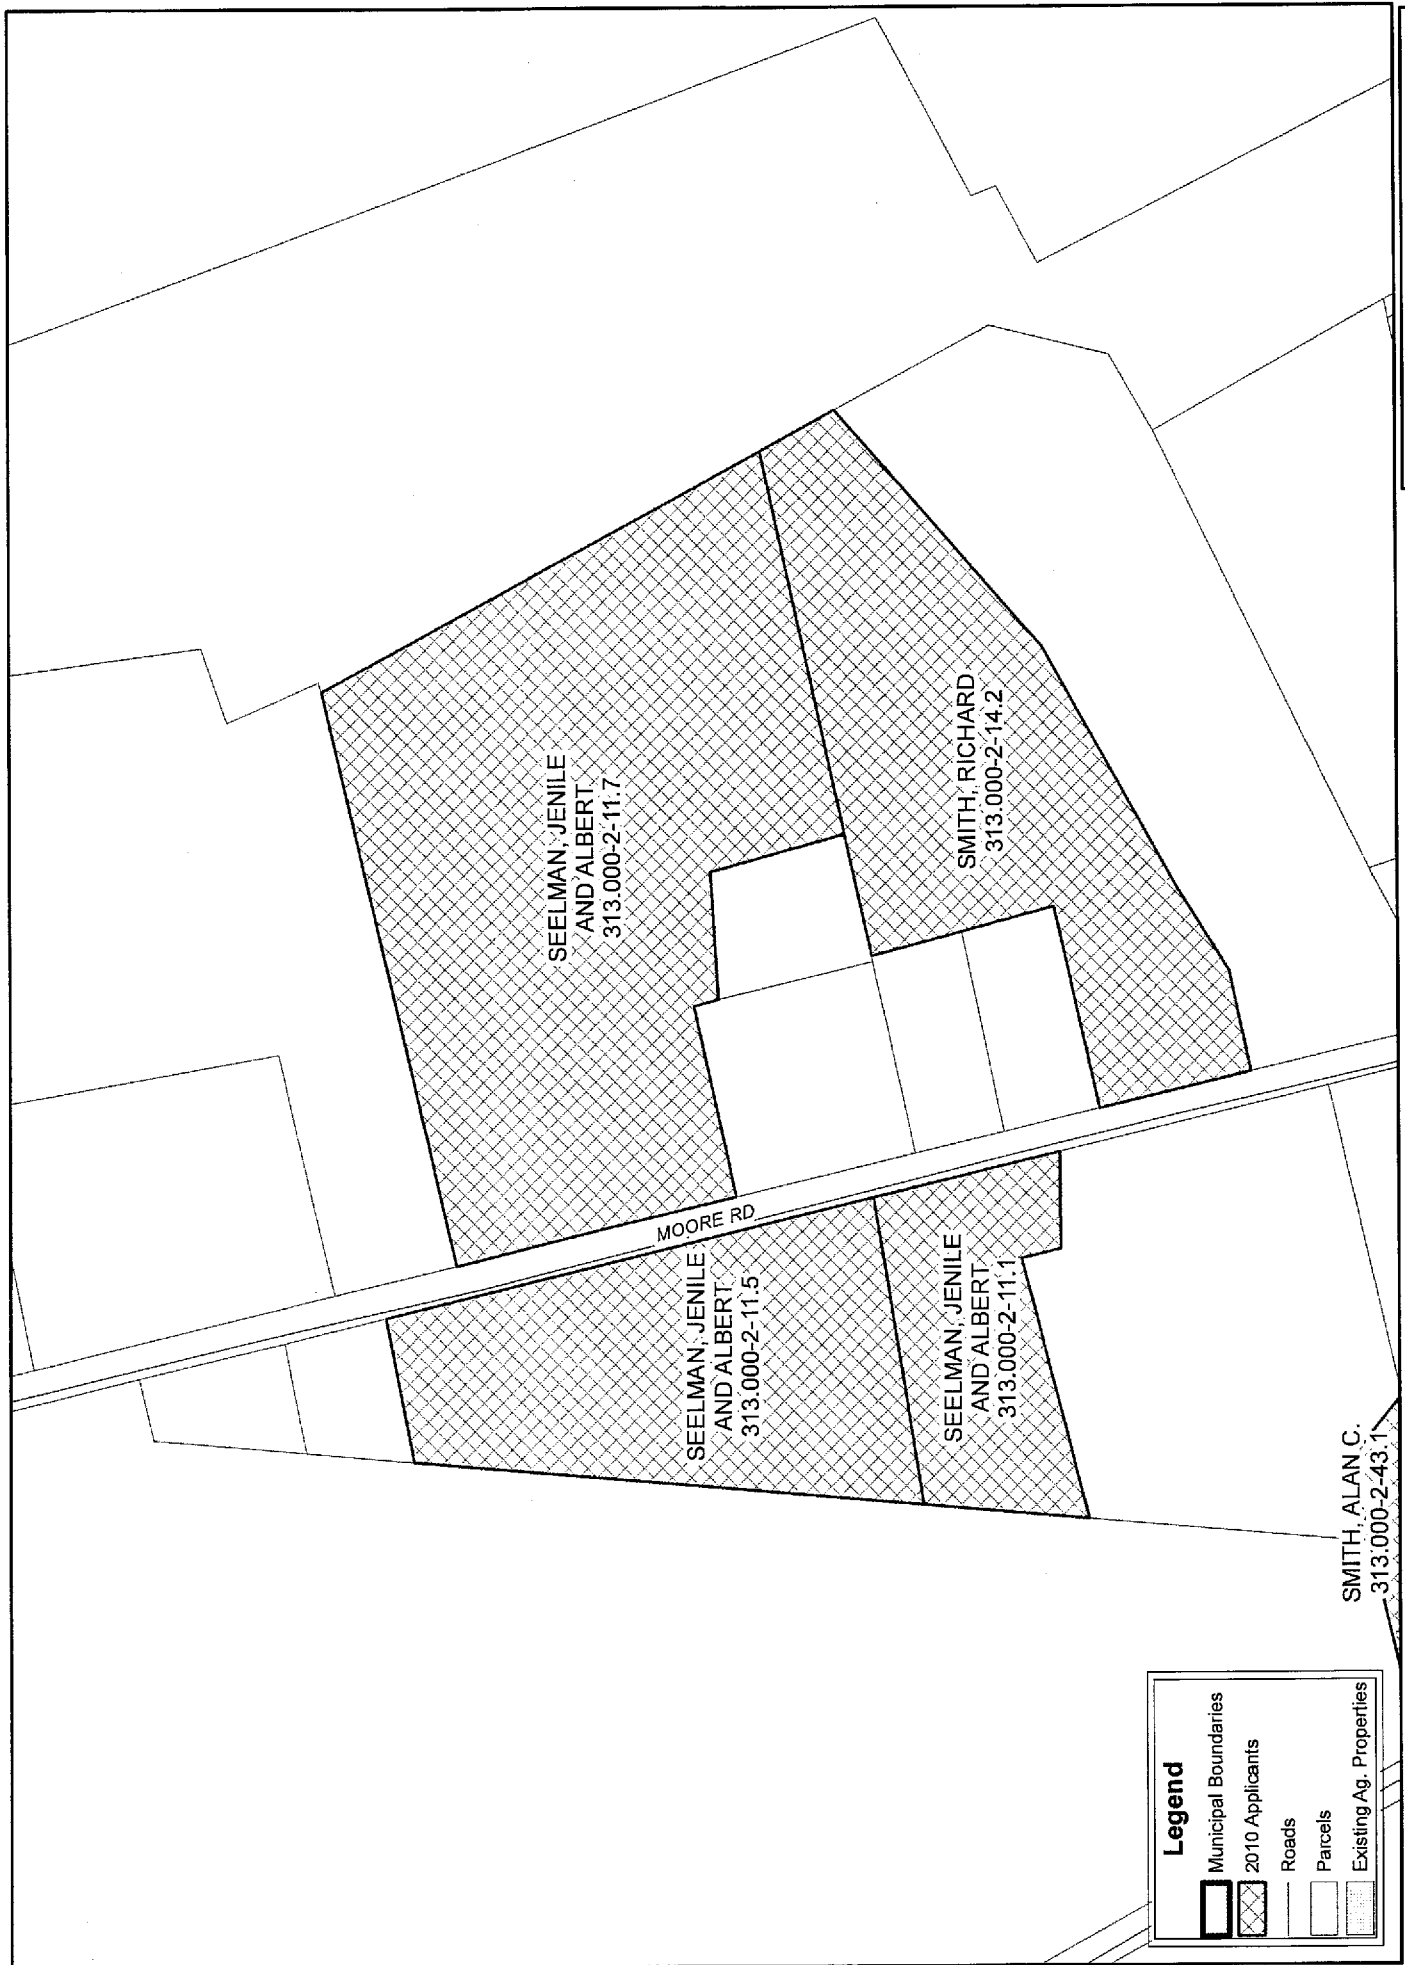 SEELMAN, JENILE
AND ALBERT
313.000-2-11.7
SMITH, RICHARD
313.000-2-14.2
MOORE RD
SEELMAN, JENILE
AND ALBERT
313.000-2-11.5
SEELMAN, JENILE
AND ALBERT
313.000-2-11.1
SMITH, ALAN C.
313.000-2-43.1
Legend
Municipal Boundaries
2010 Applicants
Roads
Parcels
Existing Ag. Properties